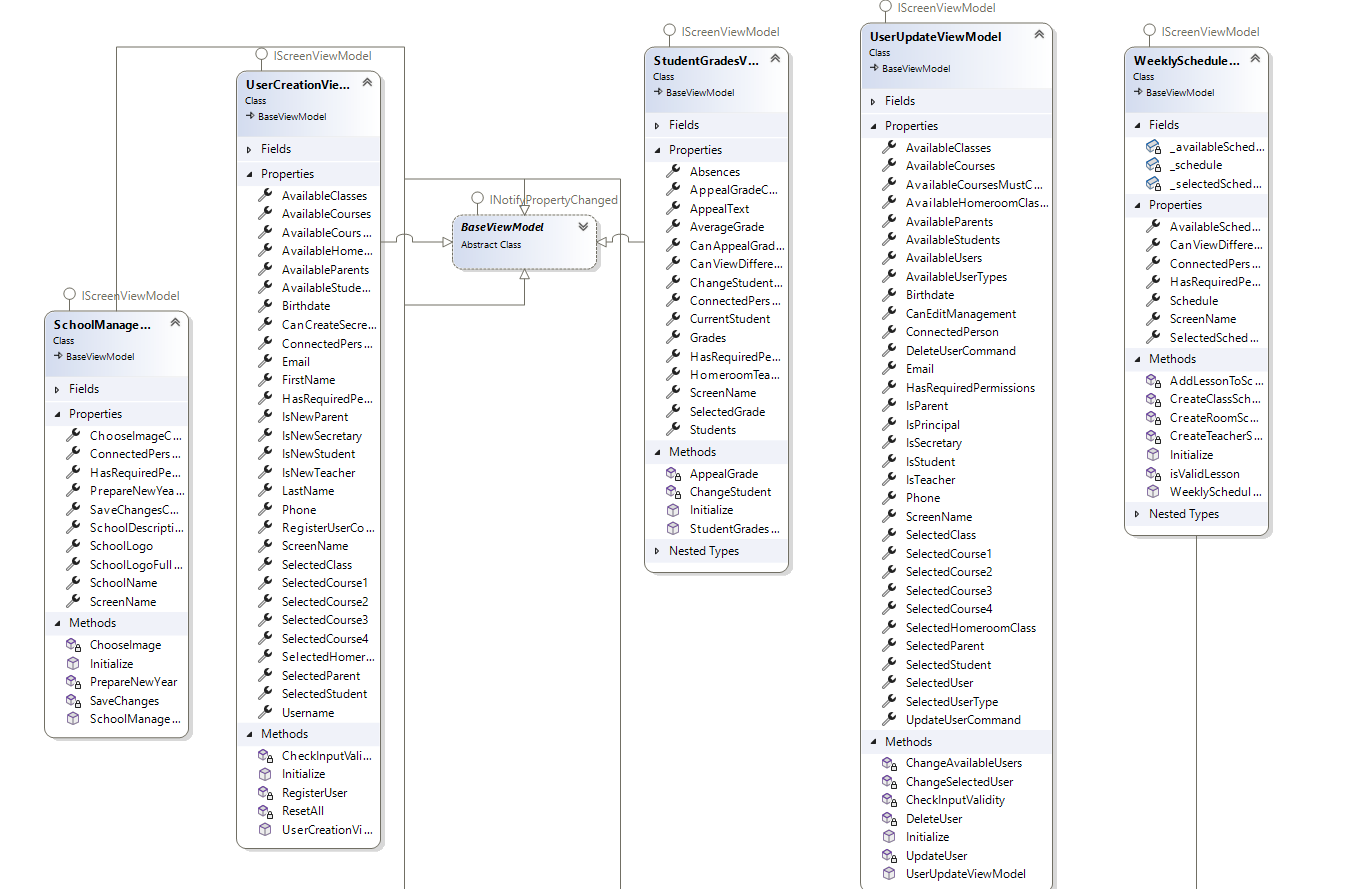 IScreenViewModel
SchoolManage...
Class
BaseViewModel
Fields
Properties
ChooseImageC...
ConnectedPers...
HasRequiredPe...
PrepareNewYea...
SaveChangesC...
SchoolDescripti...
SchoolLogo
SchoolLogoFull...
SchoolName
ScreenName
Methods
ChooseImage
Initialize
PrepareNewYear
SaveChanges
SchoolManage...
IScreenViewModel
UserCreationVie...
Class
BaseViewModel
Fields
Properties
AvailableClasses
AvailableCourses
AvailableCours...
AvailableHome...
AvailableParents
AvailableStude...
Birthdate
CanCreateSecre...
ConnectedPers...
Email
FirstName
HasRequiredPe...
IsNewParent
IsNewSecretary
IsNewStudent
IsNewTeacher
LastName
Phone
RegisterUserCo...
ScreenName
SelectedClass
SelectedCourse1
SelectedCourse2
SelectedCourse3
SelectedCourse4
SelectedHomer...
SelectedParent
SelectedStudent
Username
Methods
CheckInputVali...
Initialize
RegisterUser
ResetAll
UserCreationVi...
INotifyPropertyChanged
BaseViewModel
Abstract Class
IScreenViewModel
StudentGradesV...
Class
BaseViewModel
Fields
Properties
Absences
AppealGradeC...
AppealText
AverageGrade
CanAppealGrad...
CanViewDiffere...
ChangeStudent...
ConnectedPers...
CurrentStudent
Grades
HasRequiredPe...
HomeroomTea...
ScreenName
SelectedGrade
Students
Methods
AppealGrade
ChangeStudent
Initialize
StudentGrades...
Nested Types
IScreenViewModel
UserUpdateViewModel
Class
BaseViewModel
Fields
Properties
AvailableClasses
AvailableCourses
AvailableCoursesMustC...
AvailableHomeroomClas...
AvailableParents
AvailableStudents
AvailableUsers
AvailableUserTypes
Birthdate
CanEditManagement
ConnectedPerson
DeleteUserCommand
Email
HasRequiredPermissions
IsParent
IsPrincipal
IsSecretary
IsStudent
IsTeacher
Phone
ScreenName
SelectedClass
SelectedCourse1
SelectedCourse2
SelectedCourse3
SelectedCourse4
SelectedHomeroomClass
SelectedParent
SelectedStudent
SelectedUser
SelectedUserType
UpdateUserCommand
Methods
ChangeAvailableUsers
ChangeSelectedUser
CheckInputValidity
DeleteUser
Initialize
UpdateUser
UserUpdateViewModel
IScreenViewModel
WeeklySchedule...
Class
BaseViewModel
Fields
_availableSched...
_schedule
_selectedSched...
Properties
AvailableSched...
CanViewDiffere...
ConnectedPers...
HasRequiredPe...
Schedule
ScreenName
SelectedSched...
Methods
AddLessonToSc...
CreateClassSch...
CreateRoomSc...
CreateTeacherS...
Initialize
isValidLesson
WeeklySchedul...
Nested Types